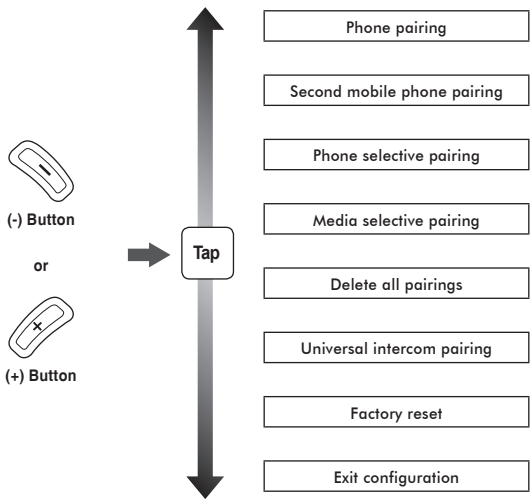 (-) Button
or
(+) Button
Tap
Phone pairing
Second mobile phone pairing
Phone selective pairing
Media selective pairing
Delete all pairings
Universal intercom pairing
Factory reset
Exit configuration